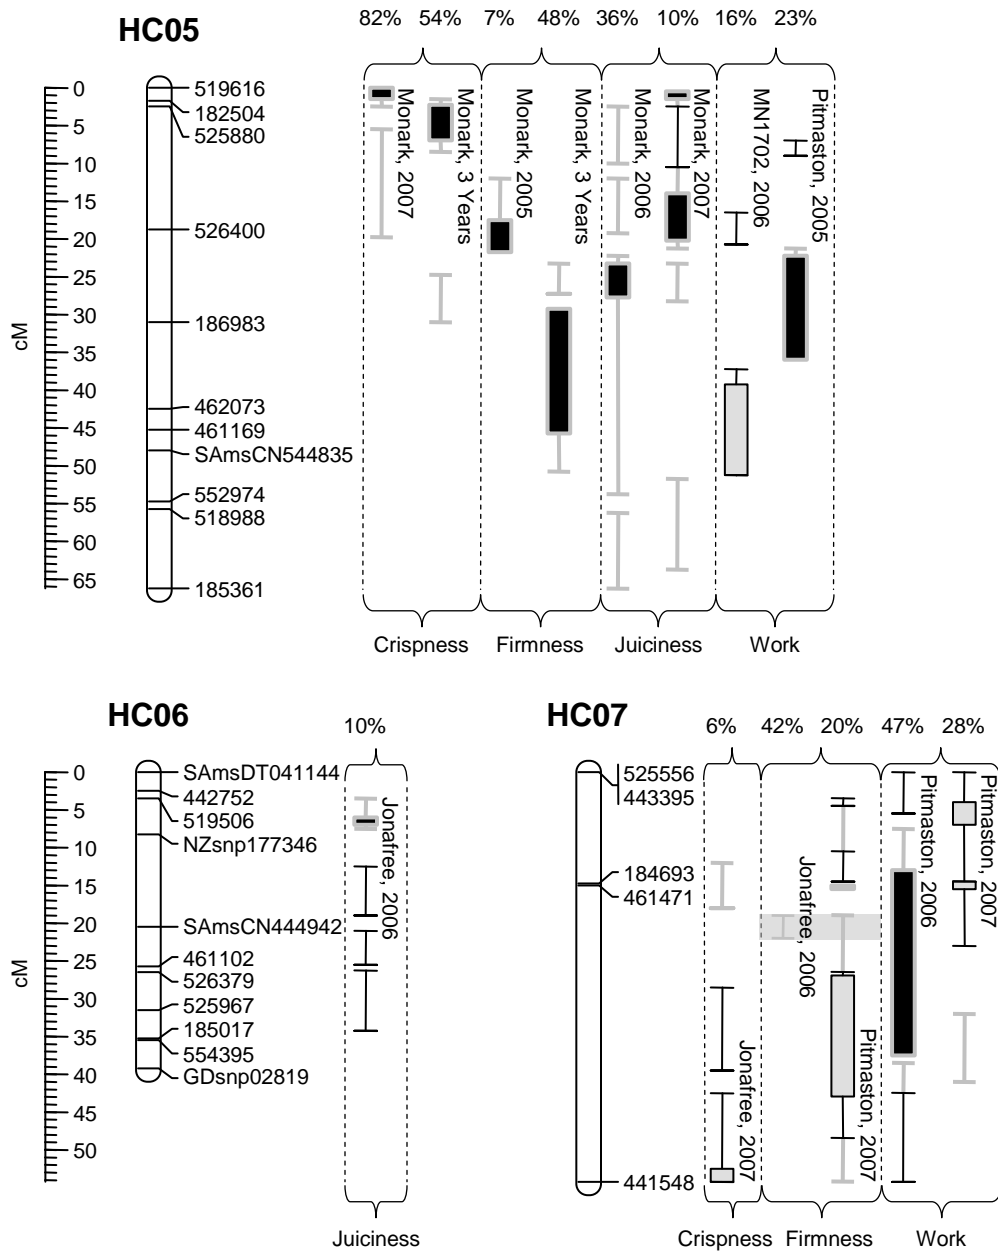 HC05
82% 54% 7% 48% 36% 10% 16% 23%
0
5
10
15
20
25
30
35
40
45
50
55
60
65
cM
519616
182504
525880
526400
186983
462073
461169
SAmsCN544835
552974
518988
185361
Monark, 2007
Monark, 3 Years
Monark, 2005
Monark, 3 Years
Monark, 2006
Monark, 2007
MN1702, 2006
Pitmaston, 2005
Crispness Firmness Juiciness Work
HC06
10%
0
5
10
15
20
25
30
35
40
45
50
cM
SAmsDT041144
442752
519506
NZsnp177346
SAmsCN444942
461102
526379
525967
185017
554395
GDsnp02819
Jonafree, 2006
Juiciness
HC07
6% 42% 20% 47% 28%
525556
443395
184693
461471
441548
Jonafree, 2007
Jonafree, 2006
Pitmaston, 2007
Pitmaston, 2006
Pitmaston, 2007
Crispness Firmness Work